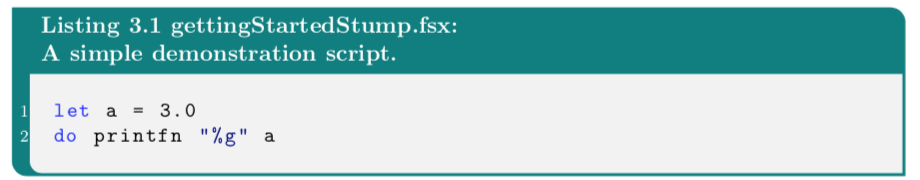 Listing 3.1 gettingStartedStump.fsx:
A simple demonstration script.
1 let a = 3.0
2 do printfn "%g" a